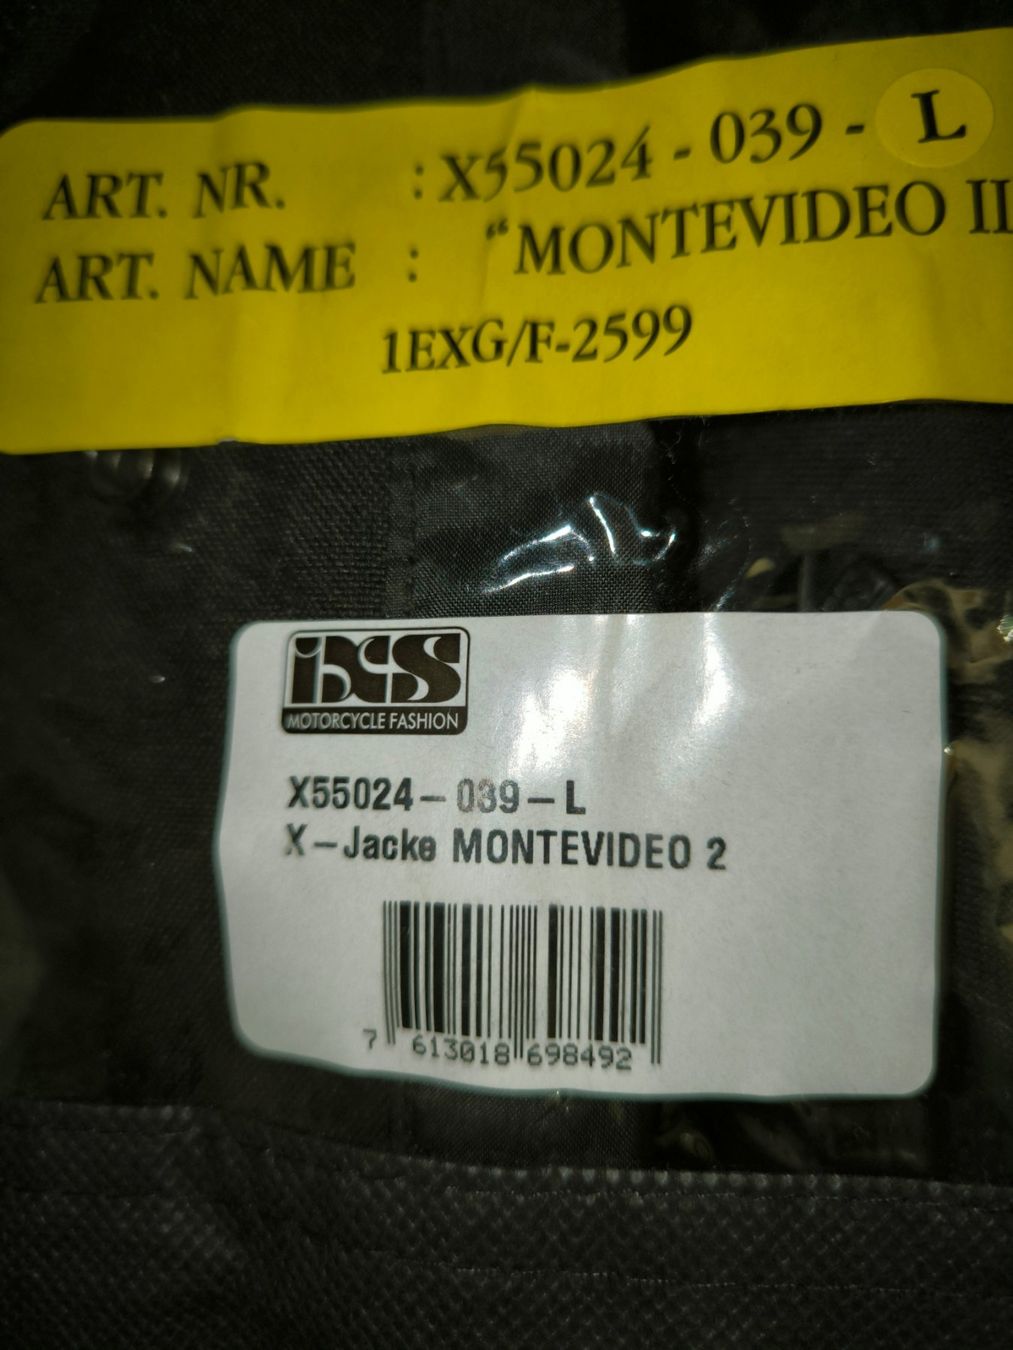 ART. NR. : X55024 - 039 - L
ART. NAME : "MONTEVIDEO II
1EXG/F-2599
iXS
MOTORCYCLE FASHION
X55024-039-L
X-Jacke MONTEVIDEO 2
7 613018 698492